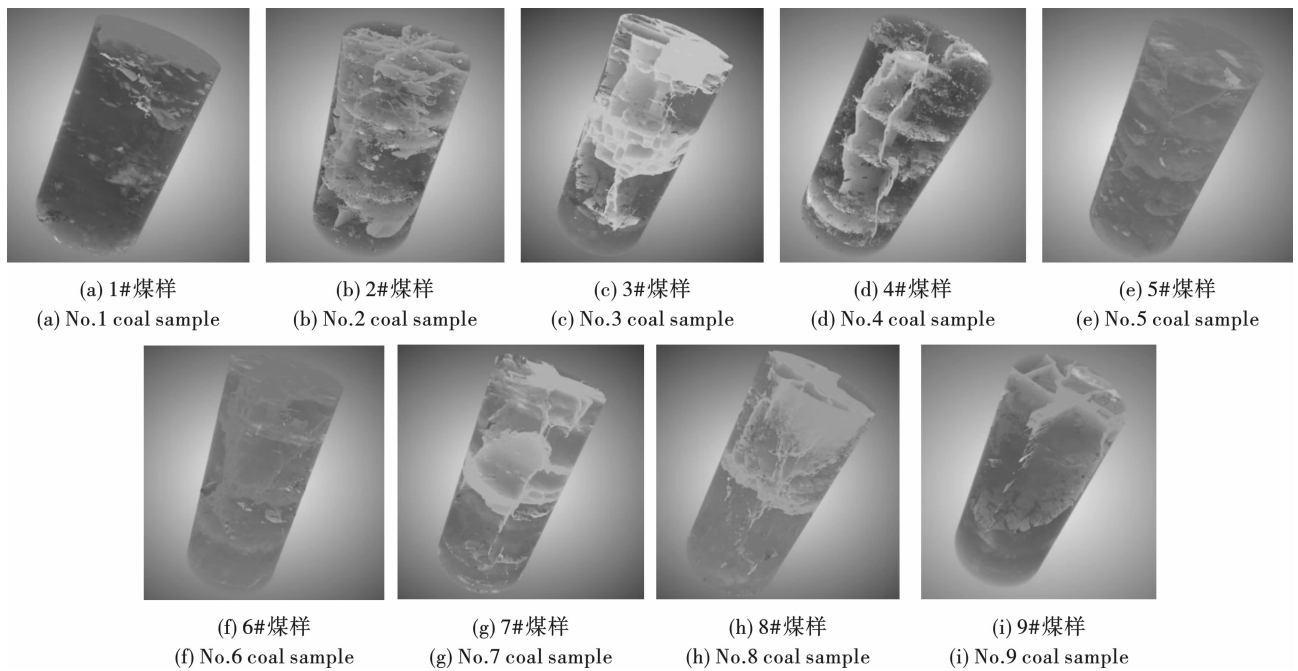 (a) 1#煤样
(a) No.1 coal sample
(b) 2#煤样
(b) No.2 coal sample
(c) 3#煤样
(c) No.3 coal sample
(d) 4#煤样
(d) No.4 coal sample
(e) 5#煤样
(e) No.5 coal sample
(f) 6#煤样
(f) No.6 coal sample
(g) 7#煤样
(g) No.7 coal sample
(h) 8#煤样
(h) No.8 coal sample
(i) 9#煤样
(i) No.9 coal sample